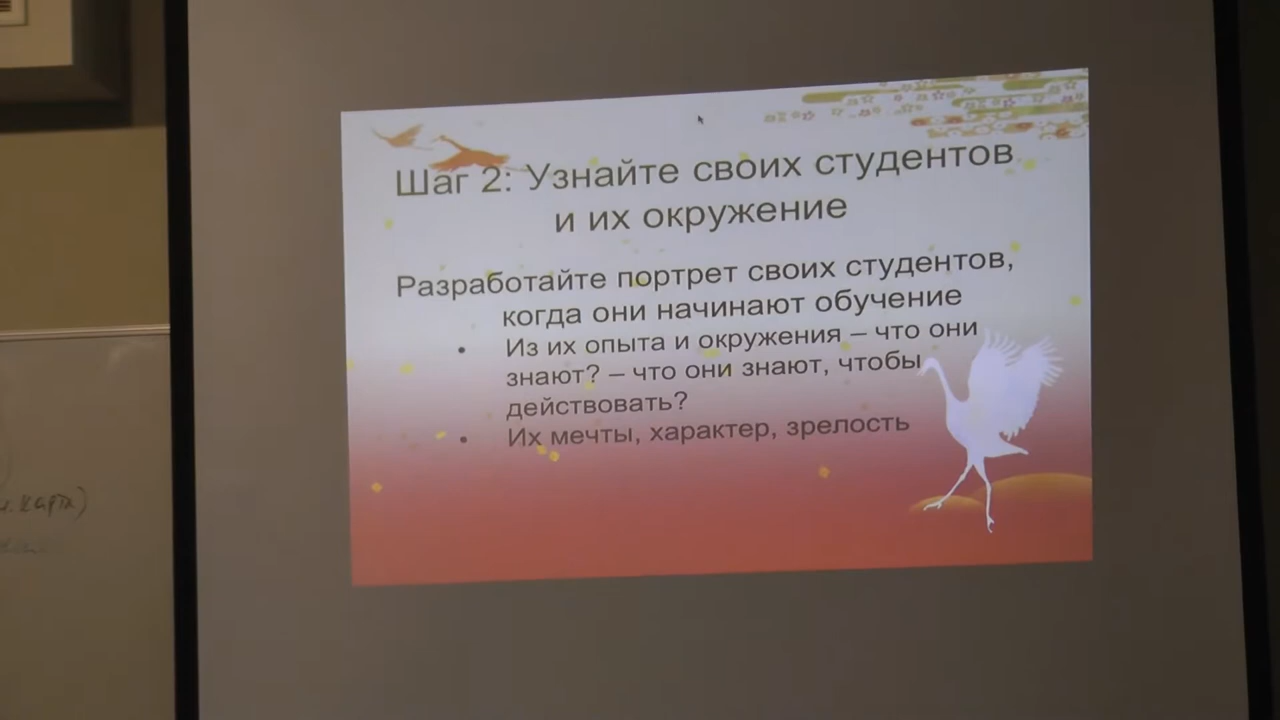 Шаг 2: Узнайте своих студентов
и их окружение
Разработайте портрет своих студентов,
когда они начинают обучение
• Из их опыта и окружения – что они
знают? – что они знают, чтобы
действовать?
• Их мечты, характер, зрелость
карта)